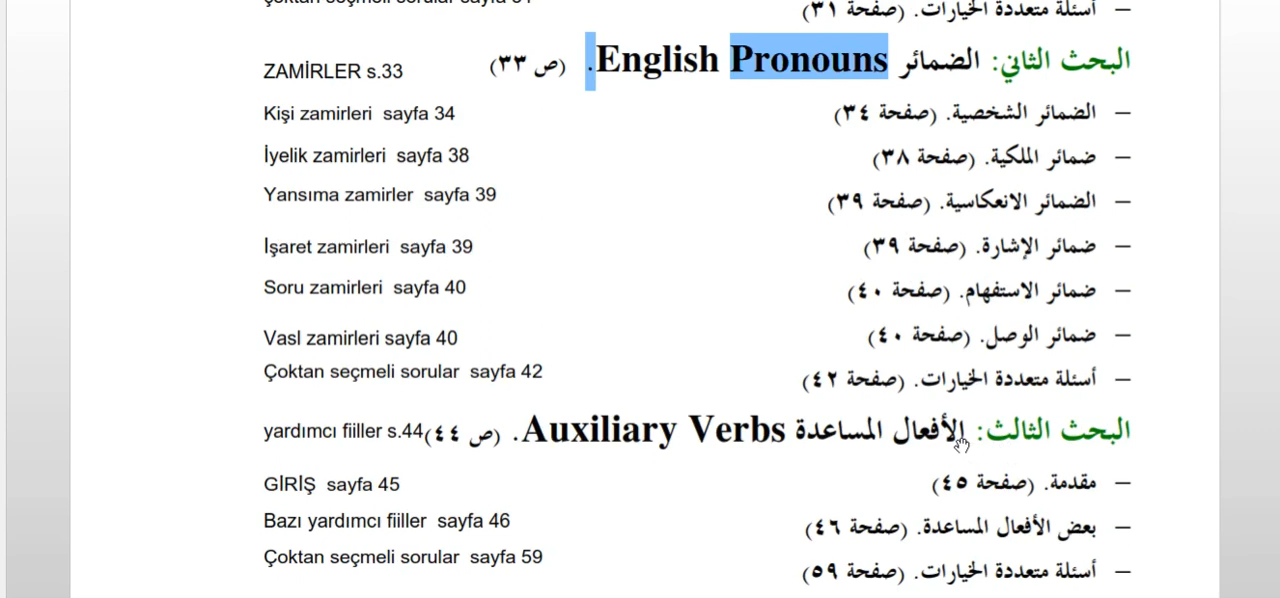 – أسئلة متعددة الخيارات. (صفحة ٣١)
البحث الثاني: الضمائر English Pronouns. (ص ٣٣) ZAMİRLER s.33
– الضمائر الشخصية. (صفحة ٣٤) Kişi zamirleri sayfa 34
– ضمائر الملكية. (صفحة ٣٨) İyelik zamirleri sayfa 38
– الضمائر الانعكاسية. (صفحة ٣٩) Yansıma zamirler sayfa 39
– ضمائر الإشارة. (صفحة ٣٩) Işaret zamirleri sayfa 39
– ضمائر الاستفهام. (صفحة ٤٠) Soru zamirleri sayfa 40
– ضمائر الوصل. (صفحة ٤٠) Vasl zamirleri sayfa 40
– أسئلة متعددة الخيارات. (صفحة ٤٢) Çoktan seçmeli sorular sayfa 42
البحث الثالث: الأفعال المساعدة Auxiliary Verbs. (ص ٤٤) yardımcı fiiller s.44
– مقدمة. (صفحة ٤٥) GİRİŞ sayfa 45
– بعض الأفعال المساعدة. (صفحة ٤٦) Bazı yardımcı fiiller sayfa 46
– أسئلة متعددة الخيارات. (صفحة ٥٩) Çoktan seçmeli sorular sayfa 59